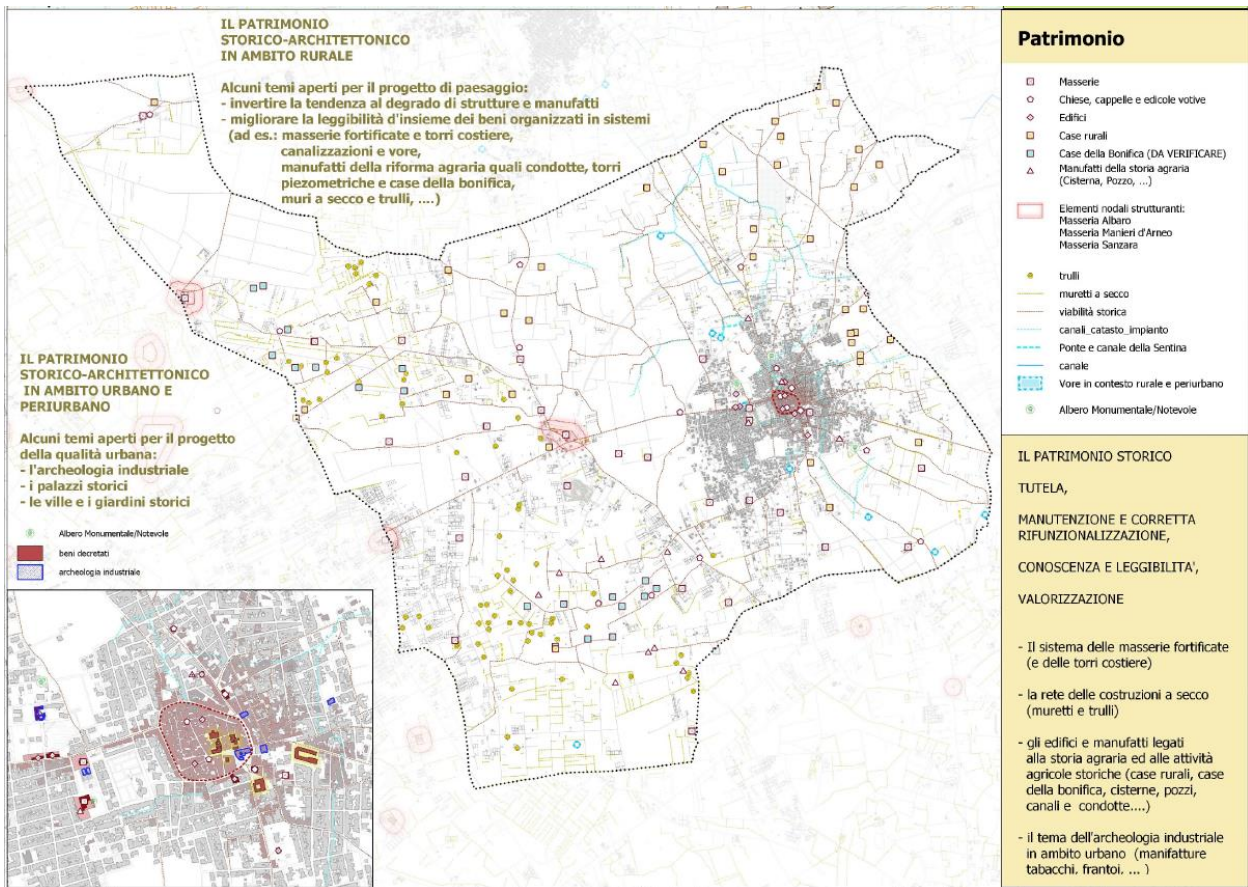 IL PATRIMONIO
STORICO-ARCHITETTONICO
IN AMBITO RURALE
Alcuni temi aperti per il progetto di paesaggio:
- invertire la tendenza al degrado di strutture e manufatti
- migliorare la leggibilità d'insieme dei beni organizzati in sistemi
(ad es.: masserie fortificate e torri costiere,
canalizzazioni e vore,
manufatti della riforma agraria quali condotte, torri
piezometriche e case della bonifica,
muri a secco e trulli, ....)
IL PATRIMONIO
STORICO-ARCHITETTONICO
IN AMBITO URBANO E
PERIURBANO
Alcuni temi aperti per il progetto
della qualità urbana:
- l'archeologia industriale
- i palazzi storici
- le ville e i giardini storici
Albero Monumentale/Notevole
beni decretati
archeologia industriale
Patrimonio
Masserie
Chiese, cappelle e edicole votive
Edifici
Case rurali
Case della Bonifica (DA VERIFICARE)
Manufatti della storia agraria
(Cisterna, Pozzo, ...)
Elementi nodali strutturanti:
Masseria Albaro
Masseria Manieri d'Arneo
Masseria Sanzara
trulli
muretti a secco
viabilità storica
canali_catasto_impianto
Ponte e canale della Sentina
canale
Vore in contesto rurale e periurbano
Albero Monumentale/Notevole
IL PATRIMONIO STORICO
TUTELA,
MANUTENZIONE E CORRETTA
RIFUNZIONALIZZAZIONE,
CONOSCENZA E LEGGIBILITA',
VALORIZZAZIONE
- Il sistema delle masserie fortificate
(e delle torri costiere)
- la rete delle costruzioni a secco
(muretti e trulli)
- gli edifici e manufatti legati
alla storia agraria ed alle attività
agricole storiche (case rurali, case
della bonifica, cisterne, pozzi,
canali e condotte....)
- il tema dell'archeologia industriale
in ambito urbano (manifatture
tabacchi, frantoi, ... )